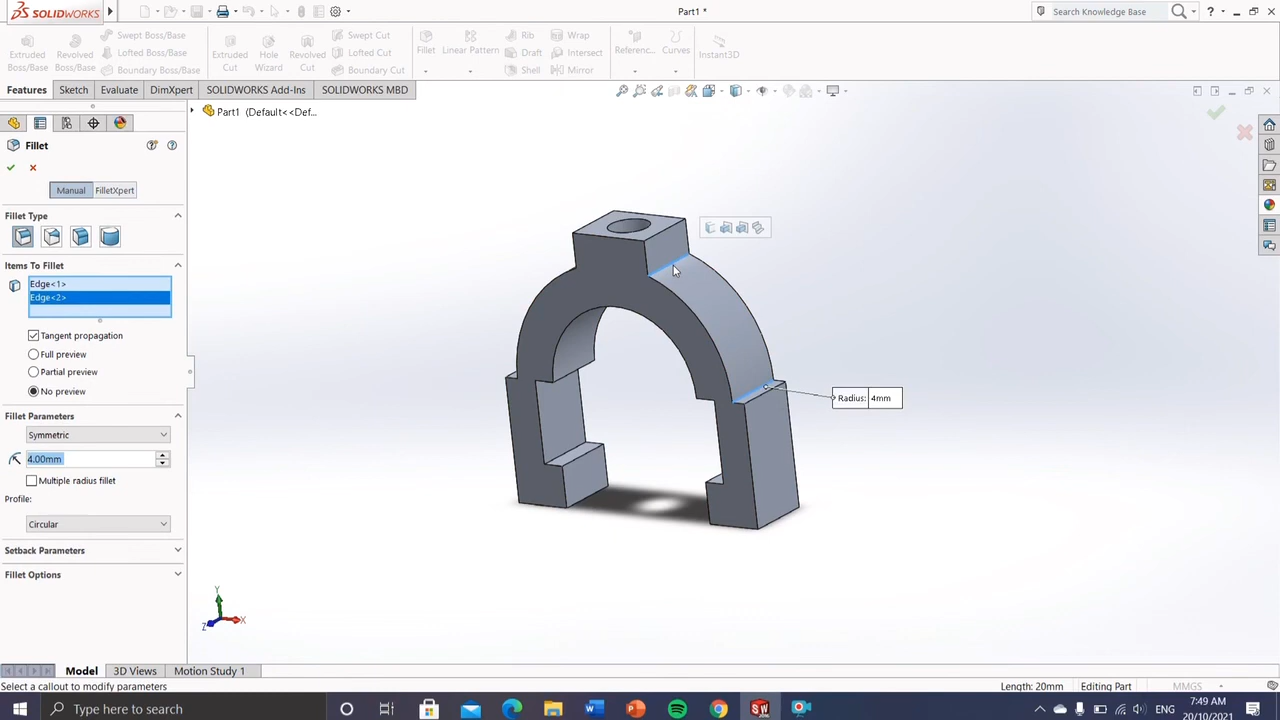 SOLIDWORKS
Part1 *
Search Knowledge Base
?
Extruded Boss/Base
Revolved Boss/Base
Swept Boss/Base
Lofted Boss/Base
Boundary Boss/Base
Extruded Cut
Hole Wizard
Revolved Cut
Swept Cut
Lofted Cut
Boundary Cut
Fillet
Linear Pattern
Rib
Draft
Shell
Wrap
Intersect
Mirror
Referenc...
Curves
Instant3D
Features
Sketch
Evaluate
DimXpert
SOLIDWORKS Add-Ins
SOLIDWORKS MBD
Part1 (Default<<Def...
Fillet
Manual
FilletXpert
Fillet Type
Items To Fillet
Edge<1>
Edge<2>
Tangent propagation
Full preview
Partial preview
No preview
Fillet Parameters
Symmetric
4.00mm
Multiple radius fillet
Profile:
Circular
Setback Parameters
Fillet Options
Radius: 4mm
Y
X
Z
Model
3D Views
Motion Study 1
Select a callout to modify parameters
Length: 20mm
Editing Part
MMGS
Type here to search
7:49 AM
20/10/2021